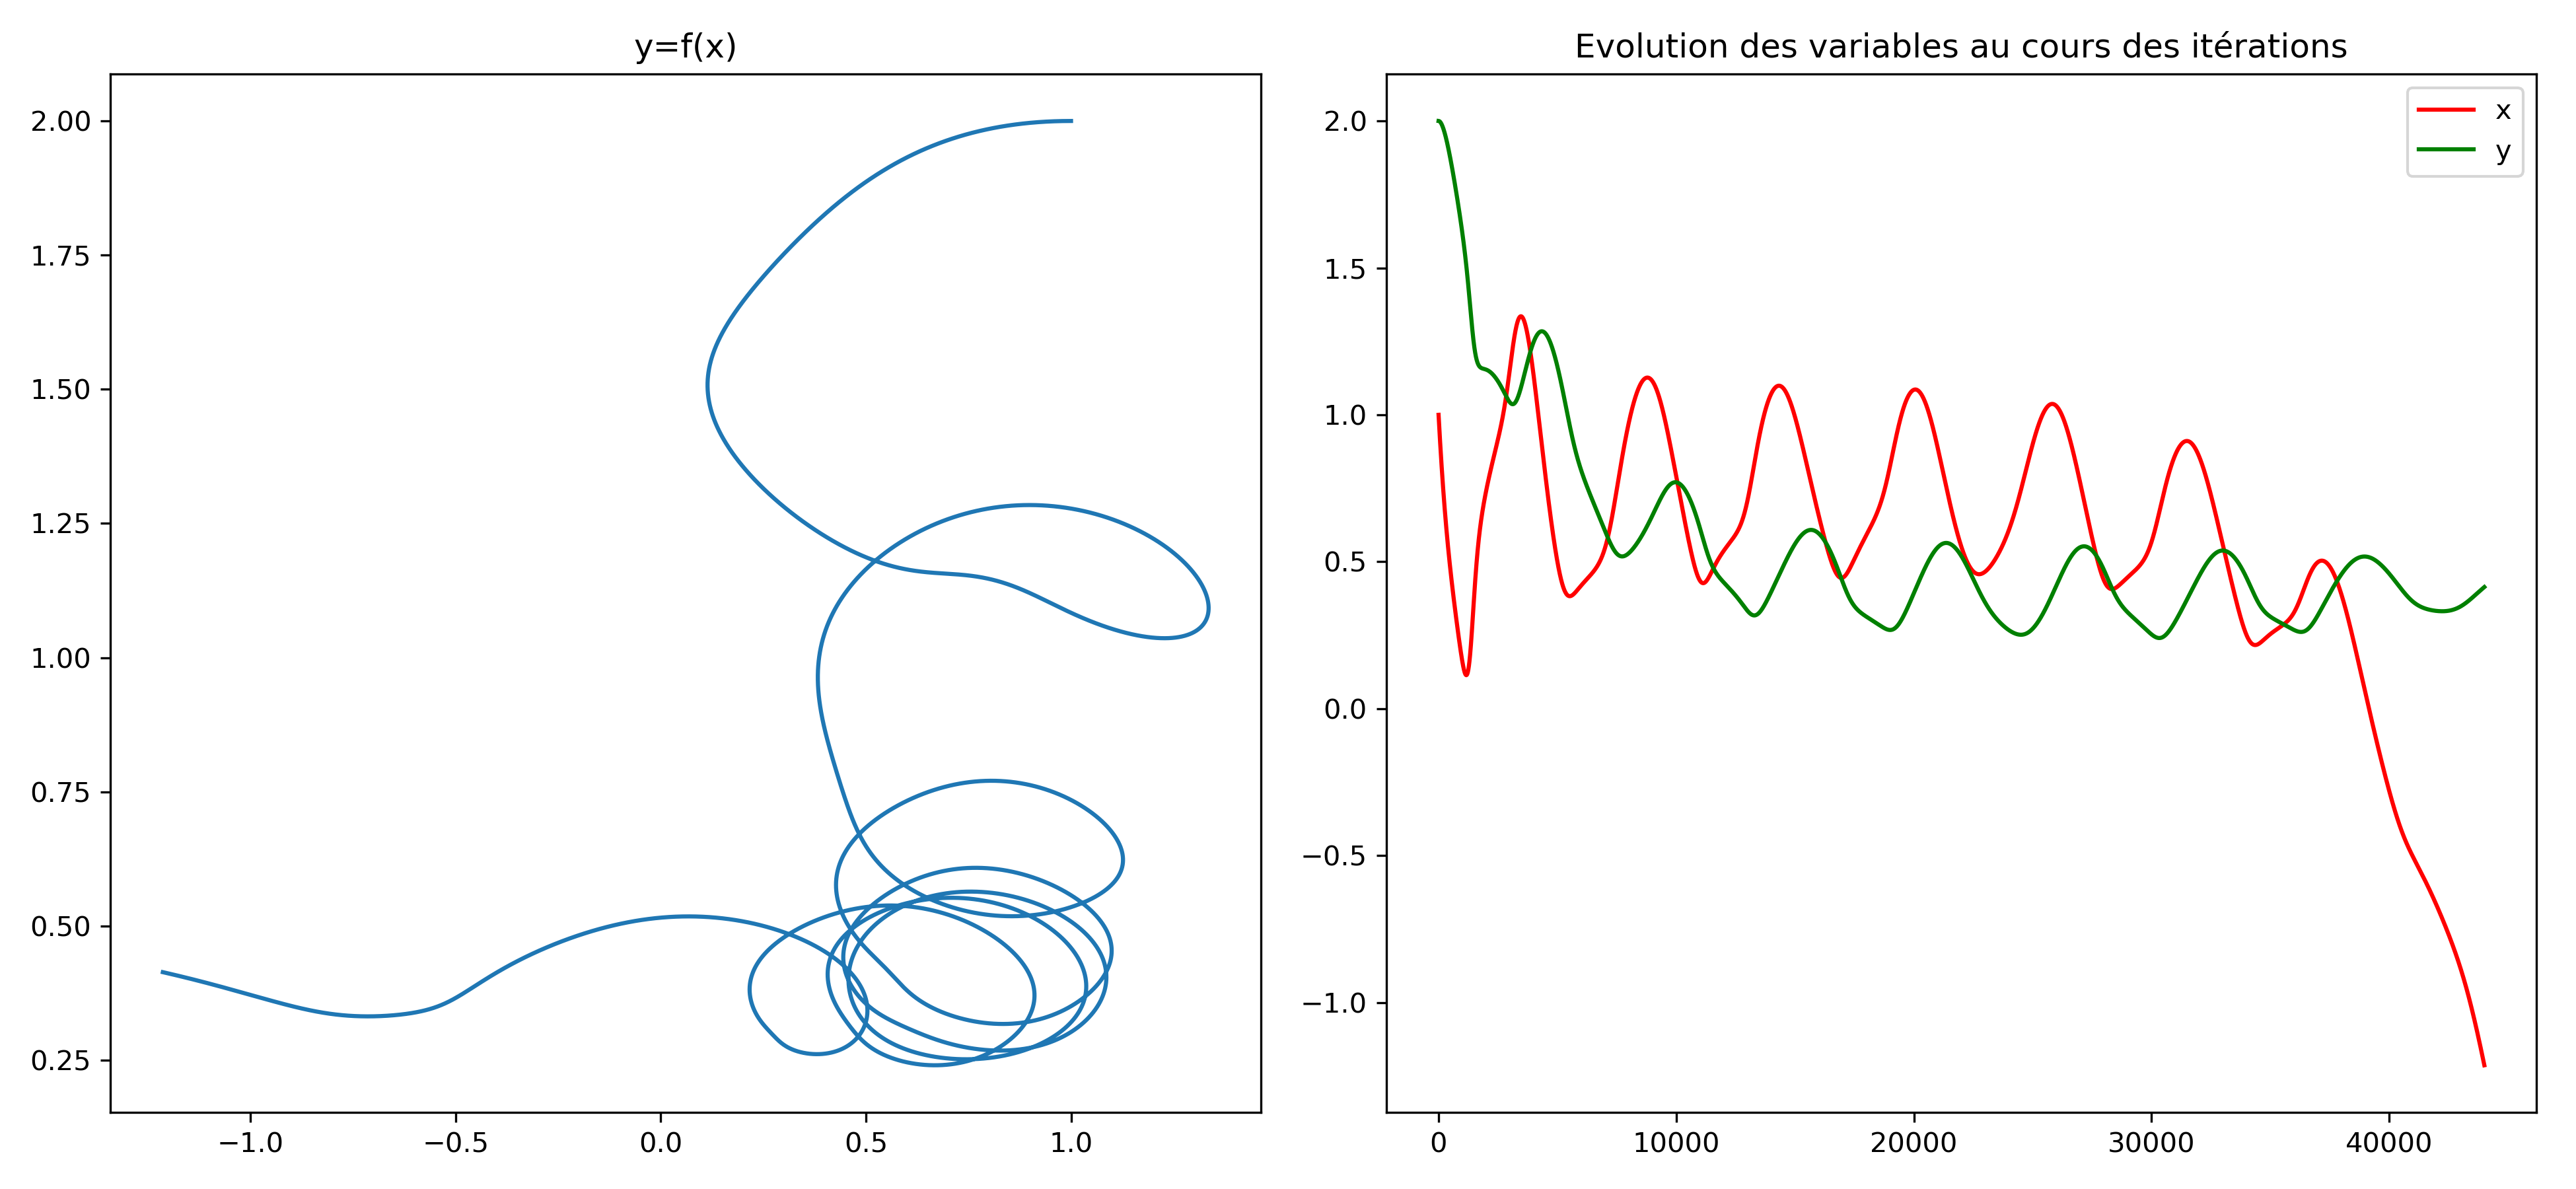 y=f(x)
2.00
1.75
1.50
1.25
1.00
0.75
0.50
0.25
−1.0 −0.5 0.0 0.5 1.0
Evolution des variables au cours des itérations
x
y
2.0
1.5
1.0
0.5
0.0
−0.5
−1.0
0 10000 20000 30000 40000